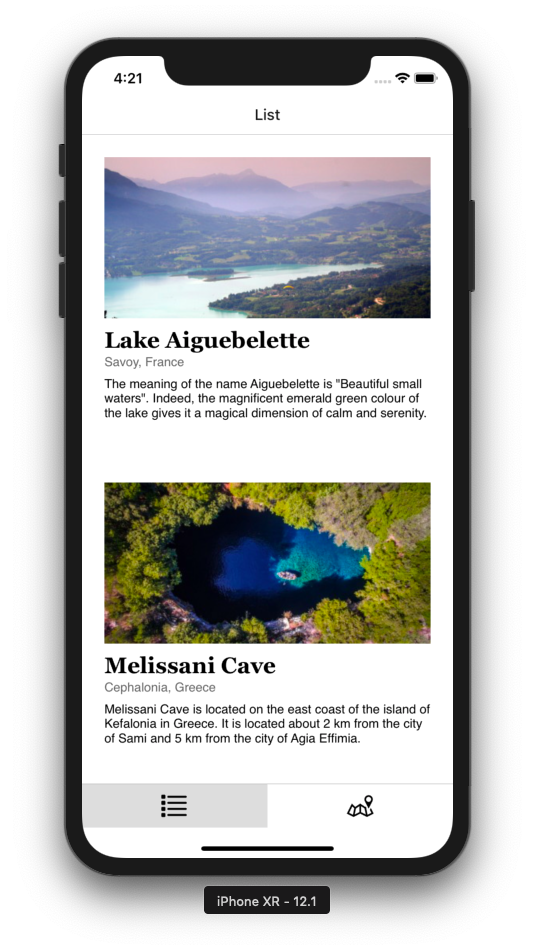 4:21
List
Lake Aiguebelette
Savoy, France
The meaning of the name Aiguebelette is "Beautiful small
waters". Indeed, the magnificent emerald green colour of
the lake gives it a magical dimension of calm and serenity.
Melissani Cave
Cephalonia, Greece
Melissani Cave is located on the east coast of the island of
Kefalonia in Greece. It is located about 2 km from the city
of Sami and 5 km from the city of Agia Effimia.
iPhone XR - 12.1